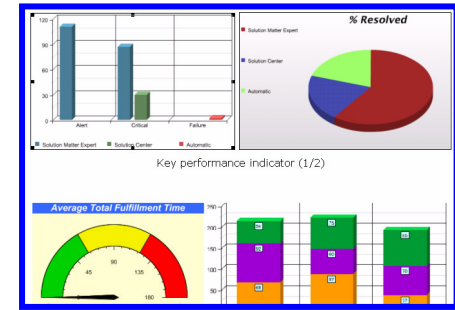 120
90
60
30
0
Alert Critical Failure
Solution Matter Expert Solution Center Automatic
% Resolved
Solution Matter Expert
Solution Center
Automatic
Key performance indicator (1/2)
Average Total Fulfillment Time
45 90 135 180
250
200
150
100
50